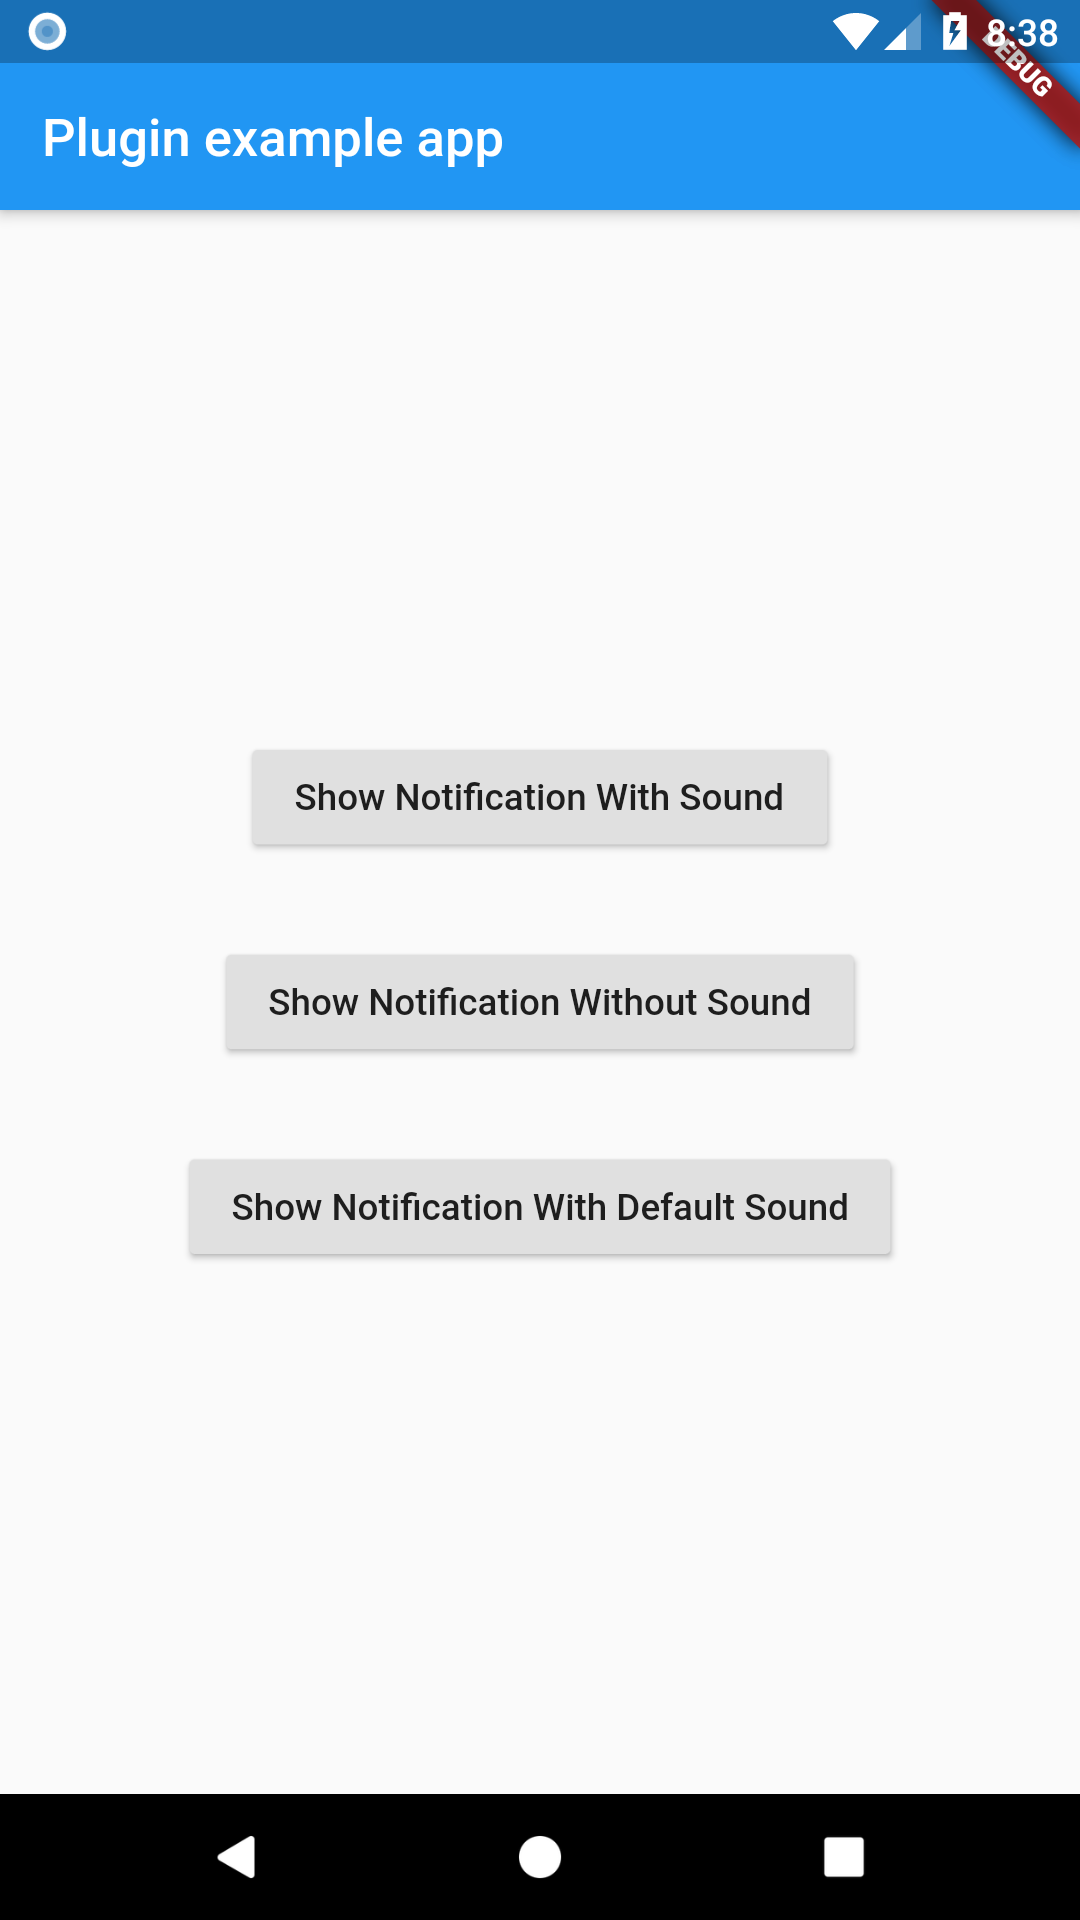 8:38
DEBUG
Plugin example app
Show Notification With Sound
Show Notification Without Sound
Show Notification With Default Sound